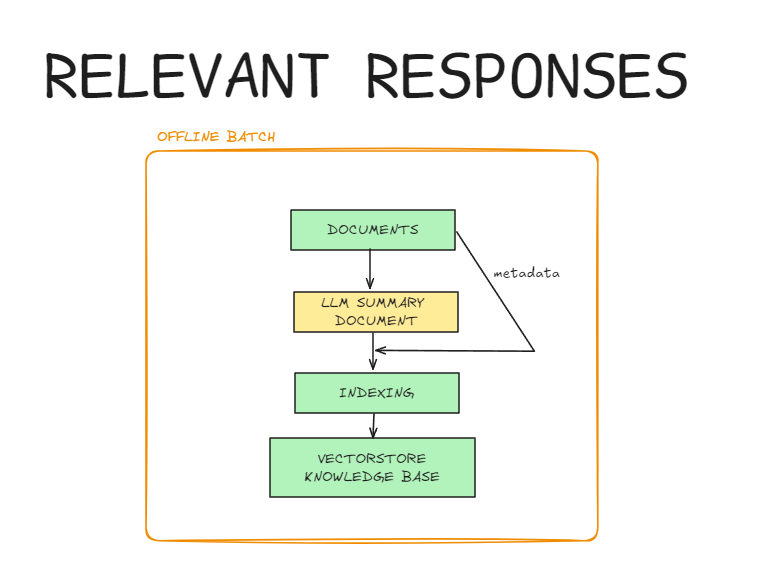 RELEVANT RESPONSES
OFFLINE BATCH
DOCUMENTS
metadata
LLM SUMMARY
DOCUMENT
INDEXING
VECTORSTORE
KNOWLEDGE BASE